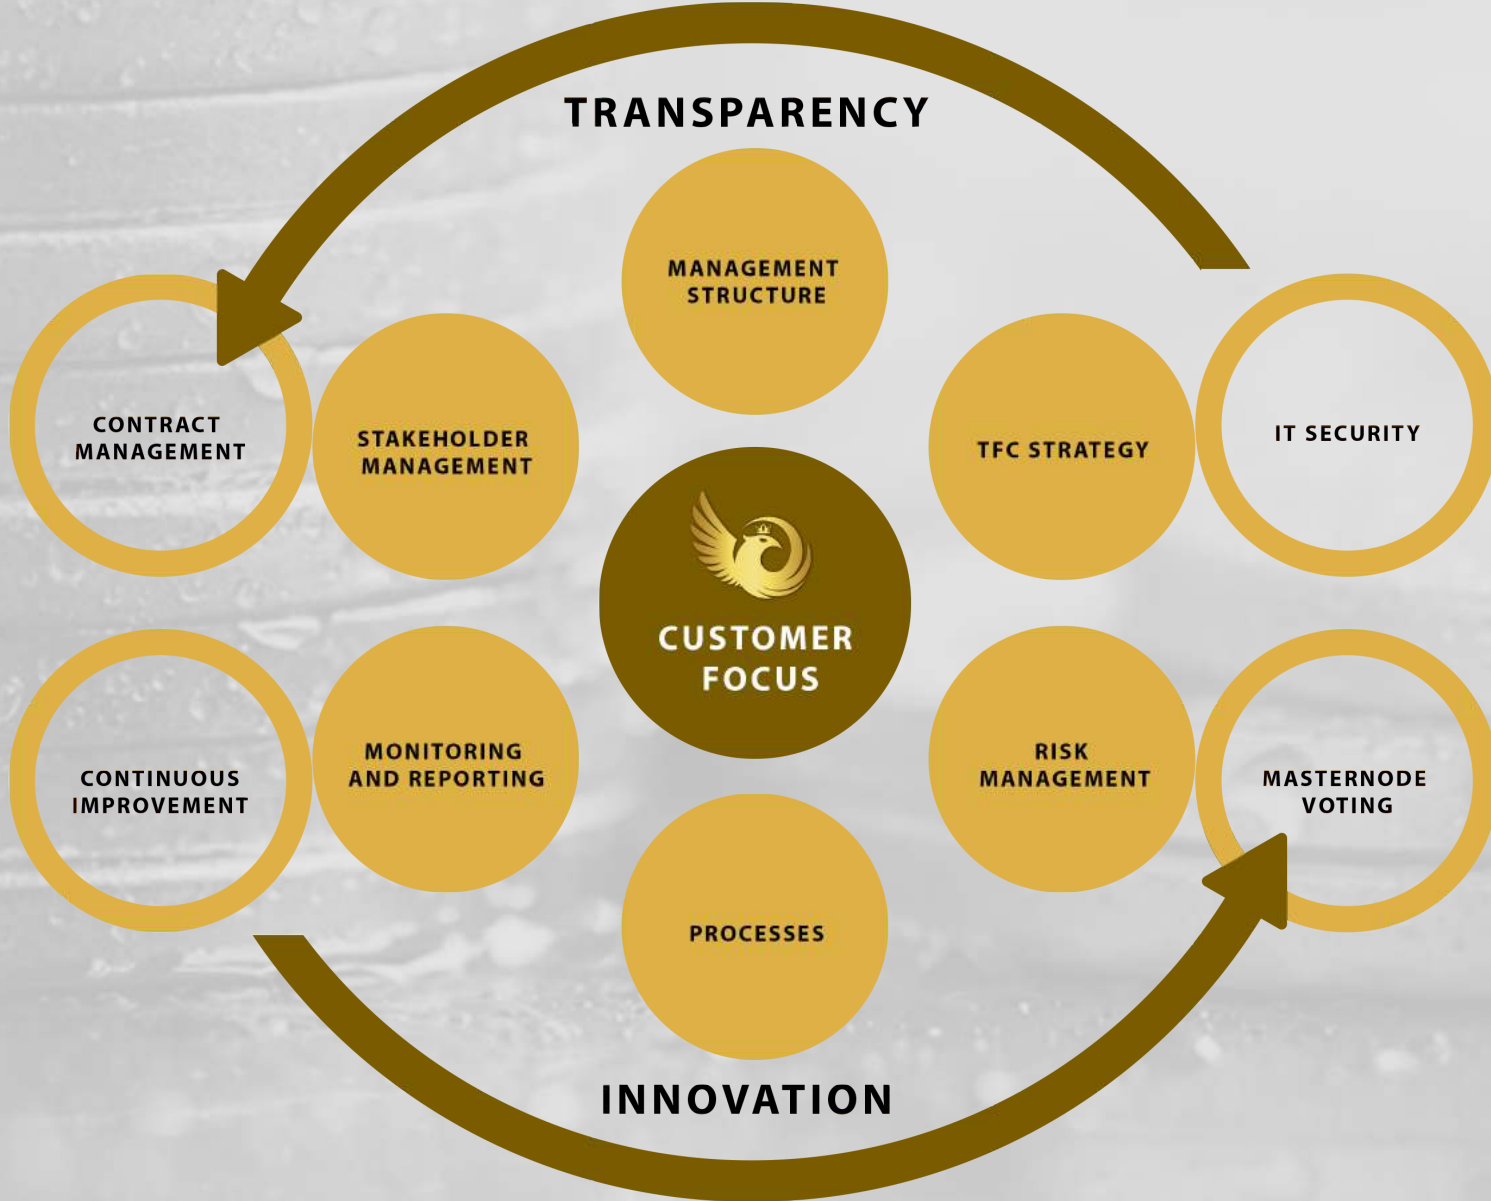 TRANSPARENCY
MANAGEMENT
STRUCTURE
CONTRACT
MANAGEMENT
STAKEHOLDER
MANAGEMENT
TFC STRATEGY
IT SECURITY
CUSTOMER
FOCUS
CONTINUOUS
IMPROVEMENT
MONITORING
AND REPORTING
RISK
MANAGEMENT
MASTERNODE
VOTING
PROCESSES
INNOVATION